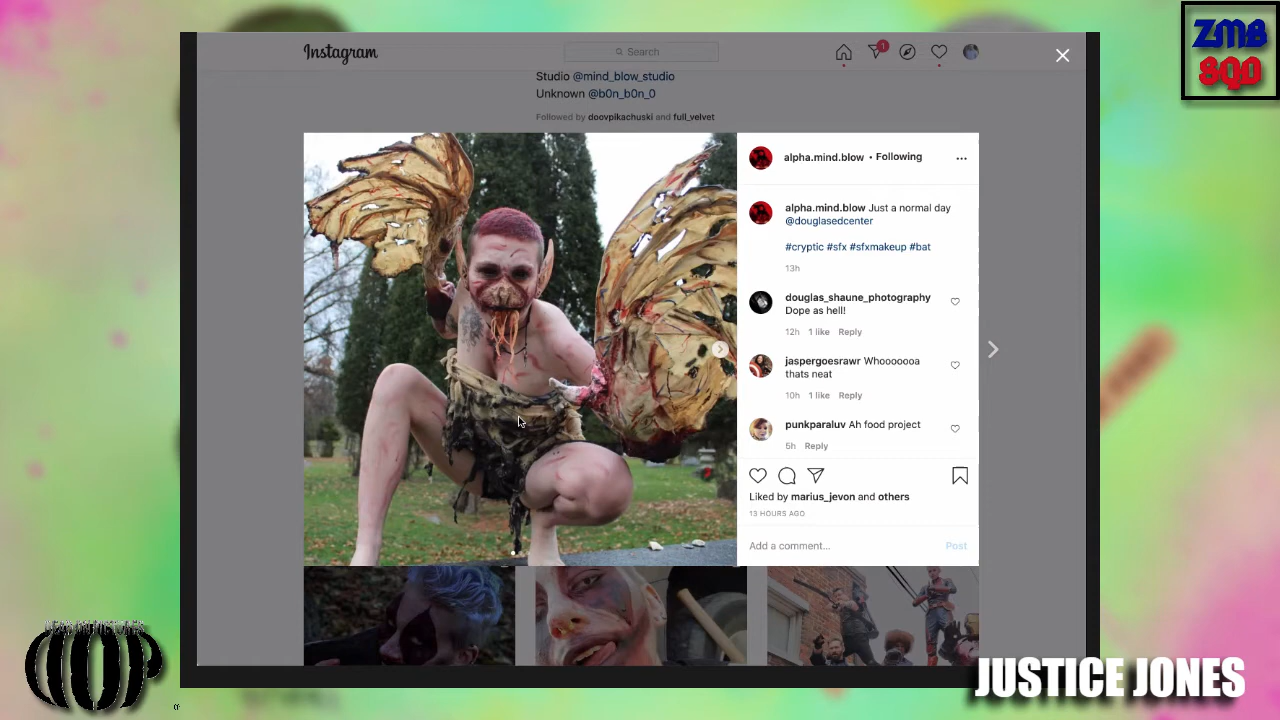 Instagram
Search
1
Studio @mind_blow_studio
Unknown @b0n_b0n_0
Followed by doovpikachuski and full_velvet
alpha.mind.blow • Following
alpha.mind.blow Just a normal day
@douglasedcenter
#cryptic #sfx #sfxmakeup #bat
13h
douglas_shaune_photography
Dope as hell!
12h 1 like Reply
jaspergoesrawr Whooooooa
thats neat
10h 1 like Reply
punkparaluv Ah food project
5h Reply
Liked by marius_jevon and others
13 HOURS AGO
Add a comment... Post
ZMB
SQD
JUSTICE JONES